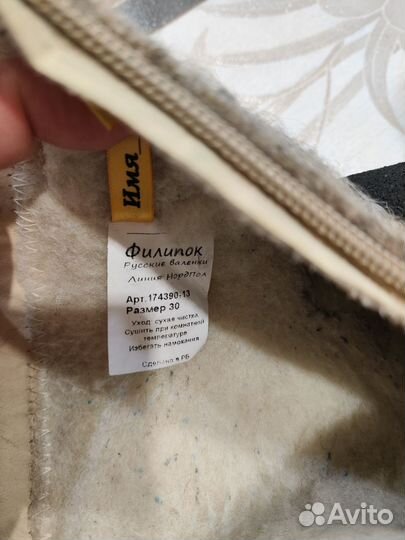 Имя_
Филипок
Русские валенки
Линия НордПол
Арт.174390-13
Размер 30
Уход: сухая чистка
Сушить при комнатной
температуре
Избегать намокания
Сделано в РБ
Avito